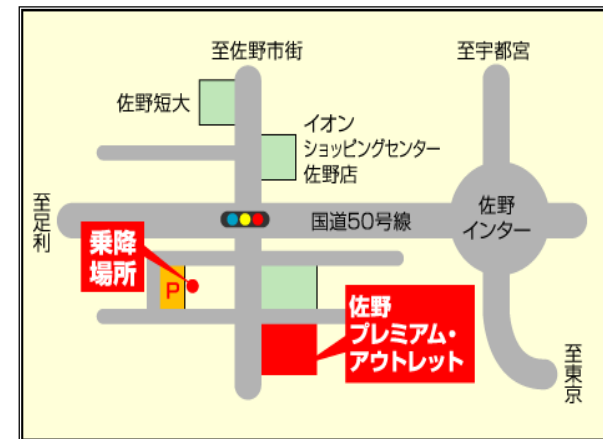 至佐野市街
至宇都宮
佐野短大
イオン
ショッピングセンター
佐野店
至足利
国道50号線
佐野
インター
乗降
場所
P
佐野
プレミアム・
アウトレット
至東京